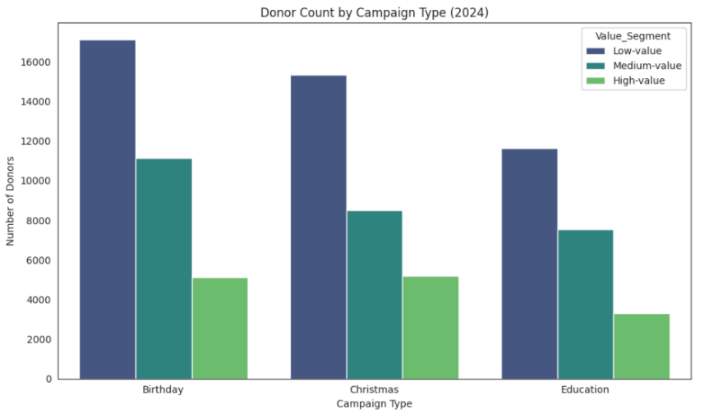 Donor Count by Campaign Type (2024)
Value_Segment
Low-value
Medium-value
High-value
16000
14000
12000
10000
8000
6000
4000
2000
0
Number of Donors
Birthday
Christmas
Education
Campaign Type